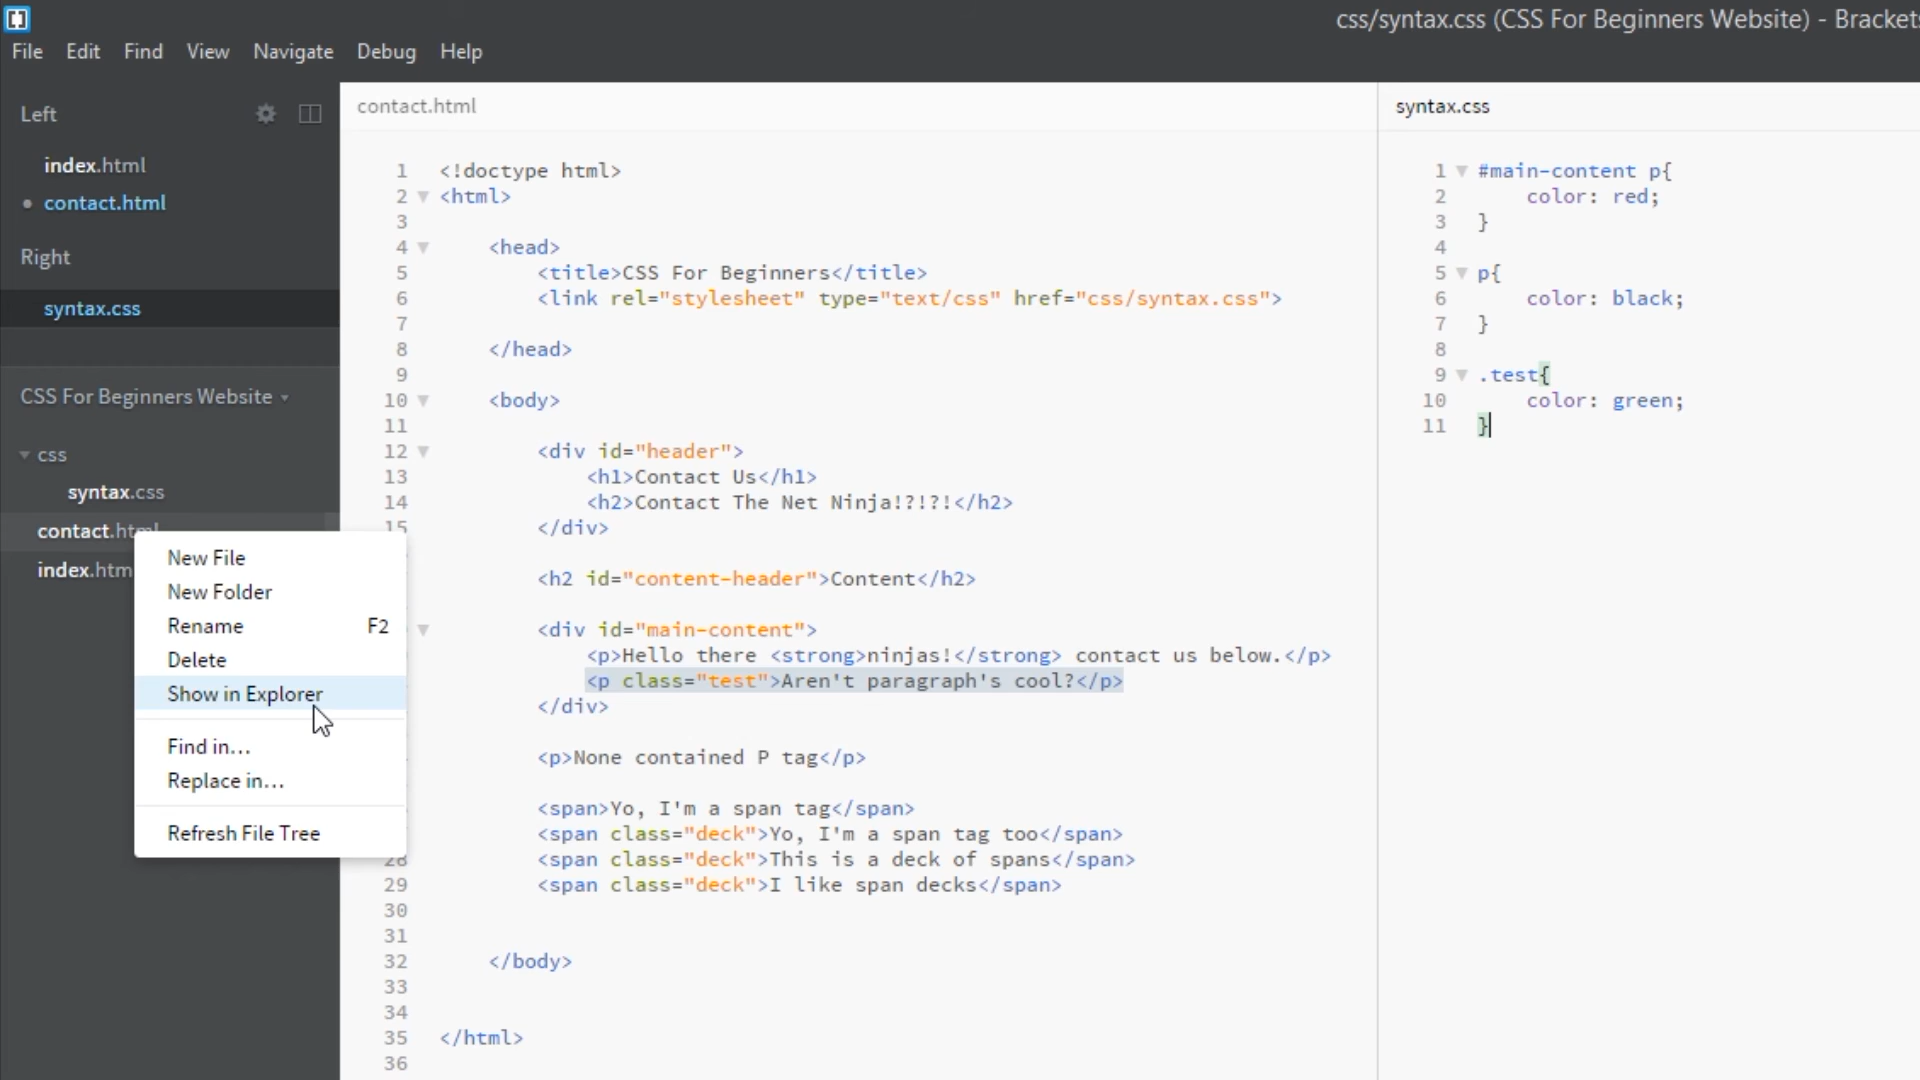 css/syntax.css (CSS For Beginners Website) - Brackets
File Edit Find View Navigate Debug Help
Left
index.html
contact.html
Right
syntax.css
CSS For Beginners Website
css
syntax.css
contact.html
index.htm
New File
New Folder
Rename F2
Delete
Show in Explorer
Find in...
Replace in...
Refresh File Tree
contact.html
1 <!doctype html>
2 <html>
3
4 <head>
5 <title>CSS For Beginners</title>
6 <link rel="stylesheet" type="text/css" href="css/syntax.css">
7
8 </head>
9
10 <body>
11
12 <div id="header">
13 <h1>Contact Us</h1>
14 <h2>Contact The Net Ninja!?!?!</h2>
15 </div>
<h2 id="content-header">Content</h2>
<div id="main-content">
<p>Hello there <strong>ninjas!</strong> contact us below.</p>
<p class="test">Aren't paragraph's cool?</p>
</div>
<p>None contained P tag</p>
<span>Yo, I'm a span tag</span>
<span class="deck">Yo, I'm a span tag too</span>
28 <span class="deck">This is a deck of spans</span>
29 <span class="deck">I like span decks</span>
30
31
32 </body>
33
34
35 </html>
36
syntax.css
1 #main-content p{
2 color: red;
3 }
4
5 p{
6 color: black;
7 }
8
9 .test{
10 color: green;
11 }